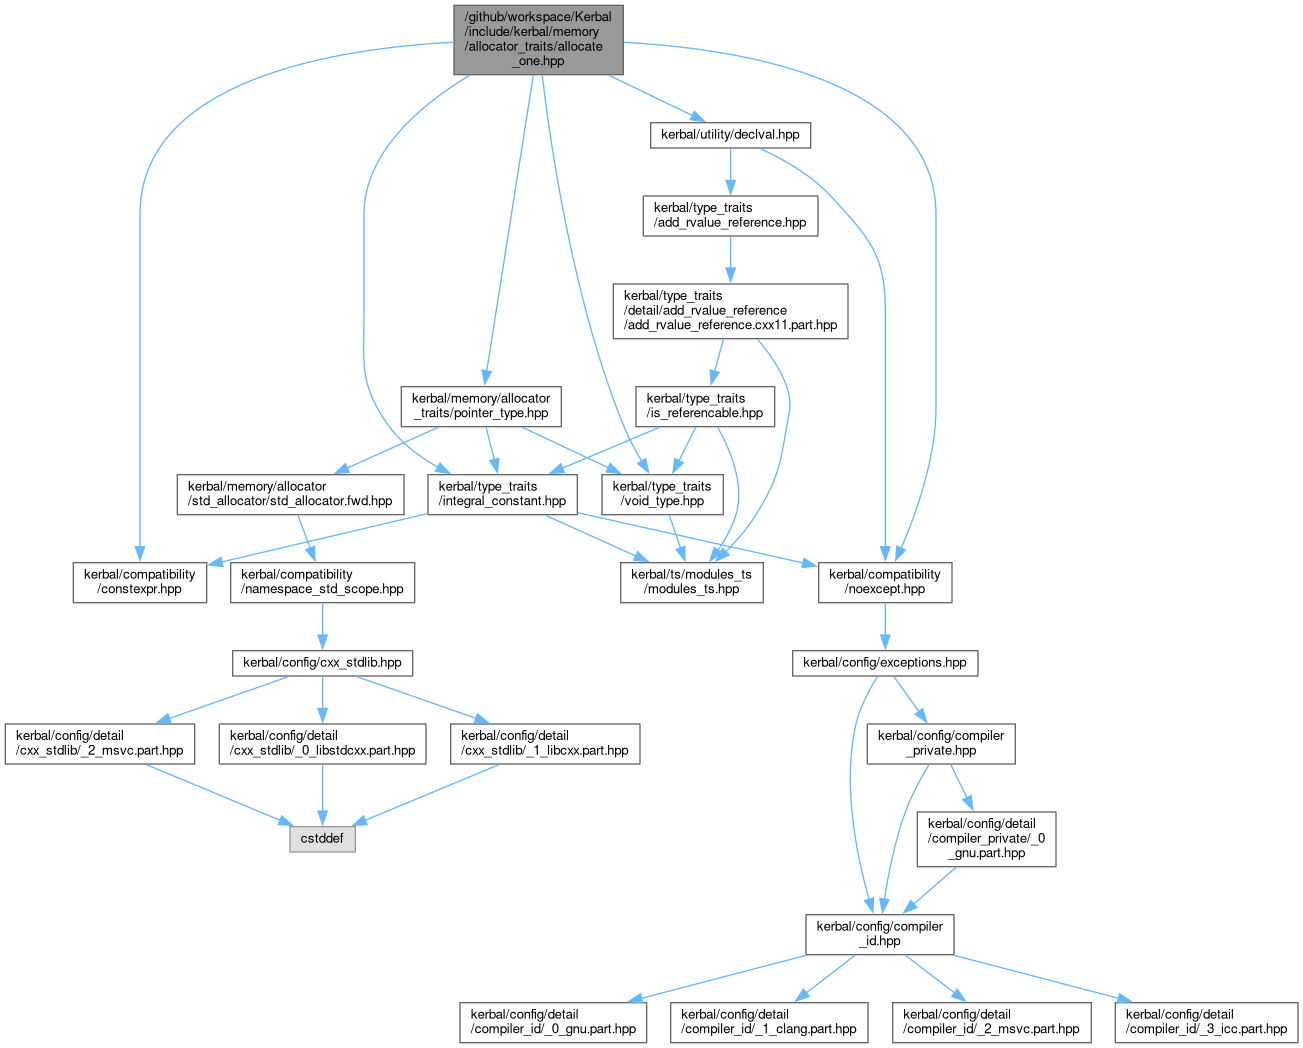 /github/workspace/Kerbal
/include/kerbal/memory
/allocator_traits/allocate
_one.hpp
kerbal/utility/declval.hpp
kerbal/type_traits
/add_rvalue_reference.hpp
kerbal/type_traits
/detail/add_rvalue_reference
/add_rvalue_reference.cxx11.part.hpp
kerbal/memory/allocator
_traits/pointer_type.hpp
kerbal/type_traits
/is_referencable.hpp
kerbal/memory/allocator
/std_allocator/std_allocator.fwd.hpp
kerbal/type_traits
/integral_constant.hpp
kerbal/type_traits
/void_type.hpp
kerbal/compatibility
/constexpr.hpp
kerbal/compatibility
/namespace_std_scope.hpp
kerbal/ts/modules_ts
/modules_ts.hpp
kerbal/compatibility
/noexcept.hpp
kerbal/config/cxx_stdlib.hpp
kerbal/config/exceptions.hpp
kerbal/config/detail
/cxx_stdlib/_2_msvc.part.hpp
kerbal/config/detail
/cxx_stdlib/_0_libstdcxx.part.hpp
kerbal/config/detail
/cxx_stdlib/_1_libcxx.part.hpp
kerbal/config/compiler
_private.hpp
cstddef
kerbal/config/detail
/compiler_private/_0
_gnu.part.hpp
kerbal/config/compiler
_id.hpp
kerbal/config/detail
/compiler_id/_0_gnu.part.hpp
kerbal/config/detail
/compiler_id/_1_clang.part.hpp
kerbal/config/detail
/compiler_id/_2_msvc.part.hpp
kerbal/config/detail
/compiler_id/_3_icc.part.hpp